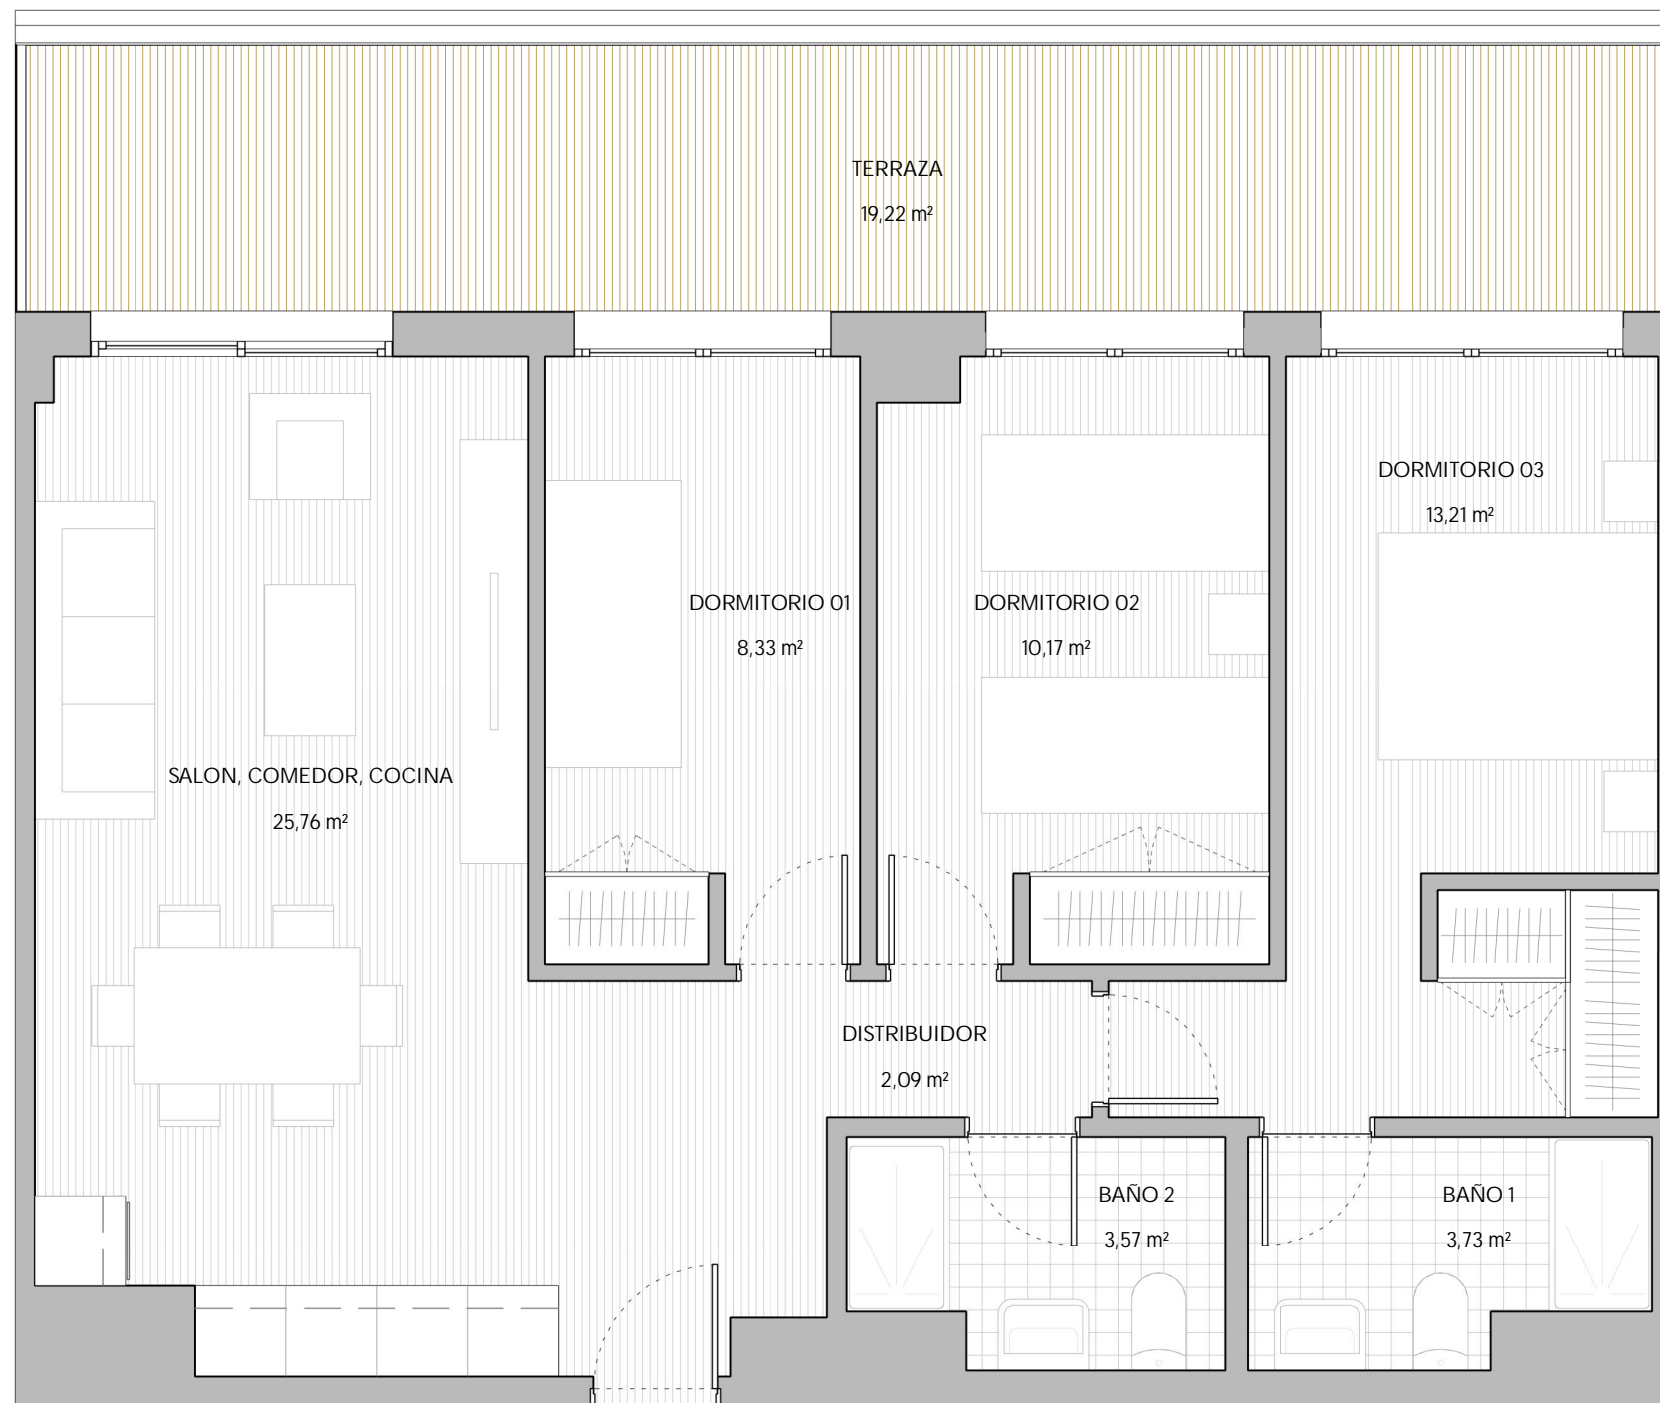 TERRAZA
19,22 m²
DORMITORIO 03
13,21 m²
DORMITORIO 01
8,33 m²
DORMITORIO 02
10,17 m²
SALON, COMEDOR, COCINA
25,76 m²
DISTRIBUIDOR
2,09 m²
BAÑO 2
3,57 m²
BAÑO 1
3,73 m²